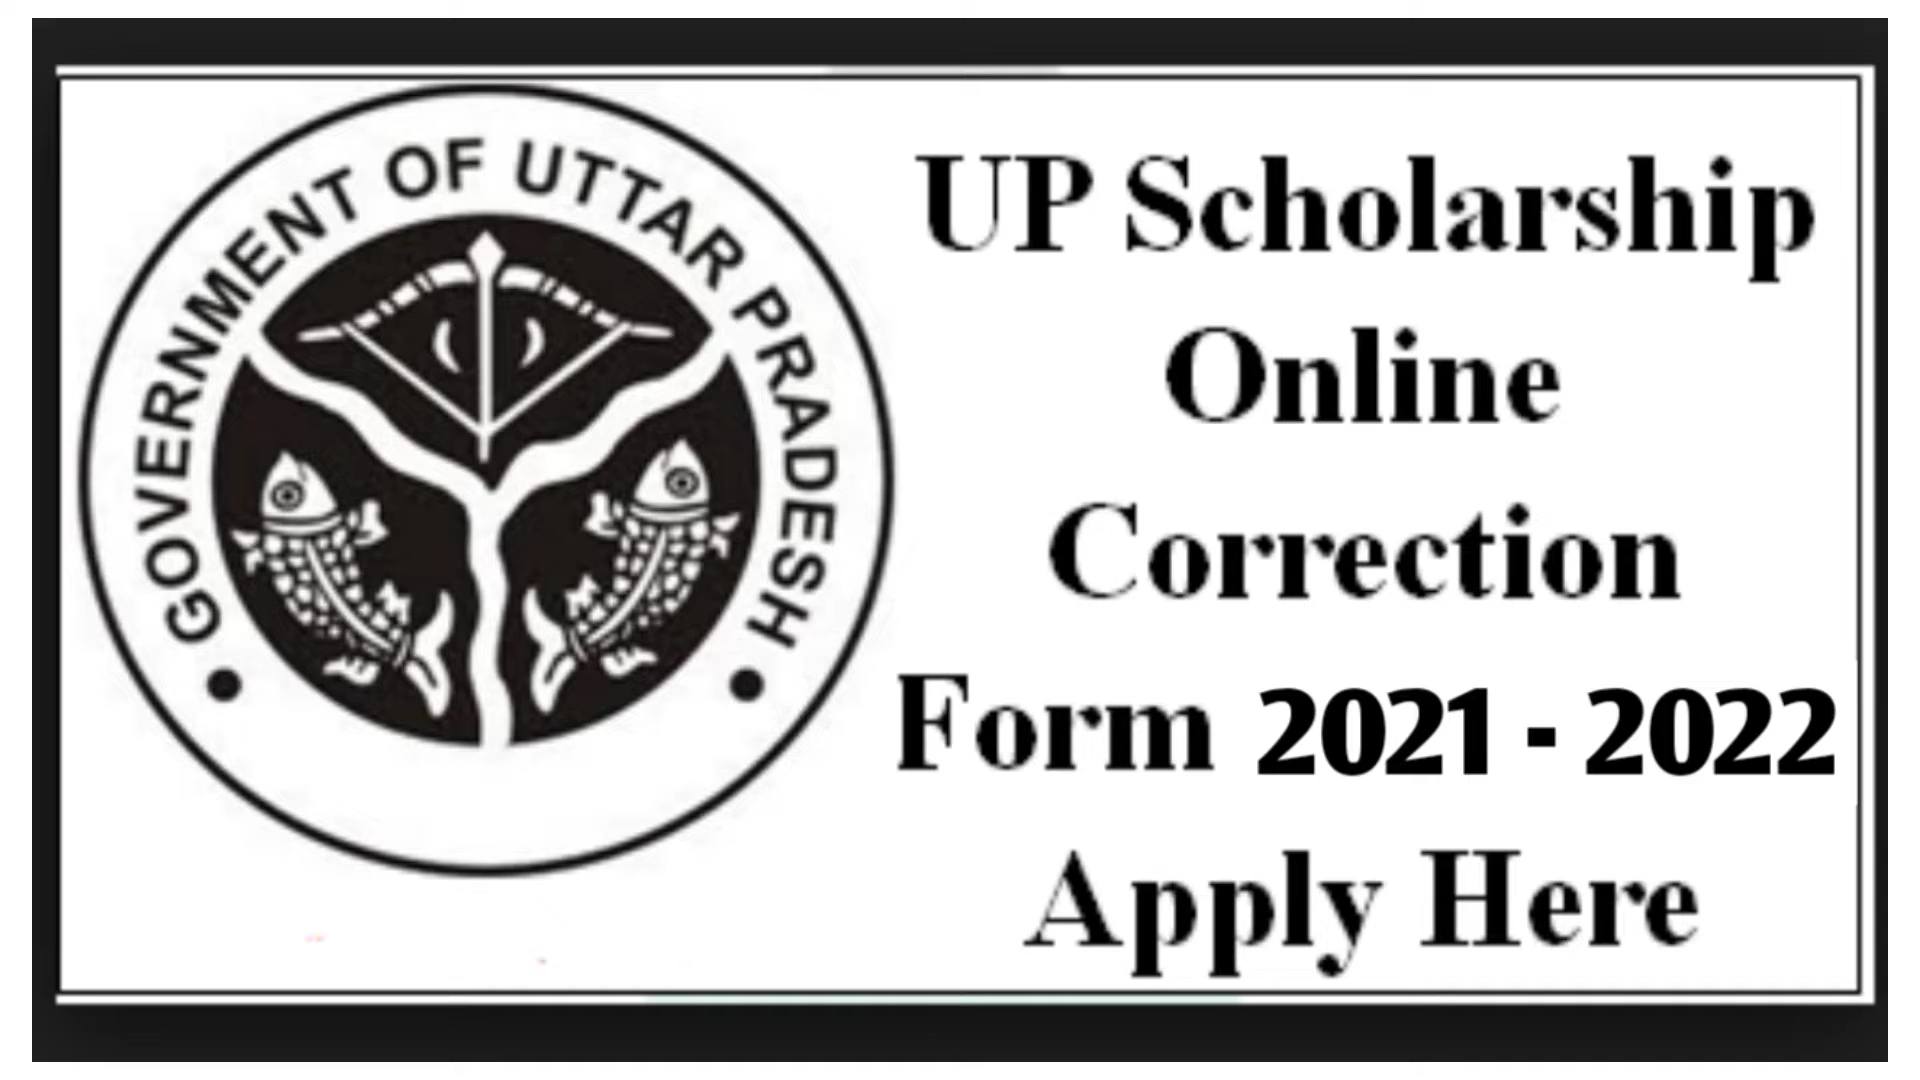 GOVERNMENT OF UTTAR PRADESH
UP Scholarship
Online
Correction
Form 2021 - 2022
Apply Here